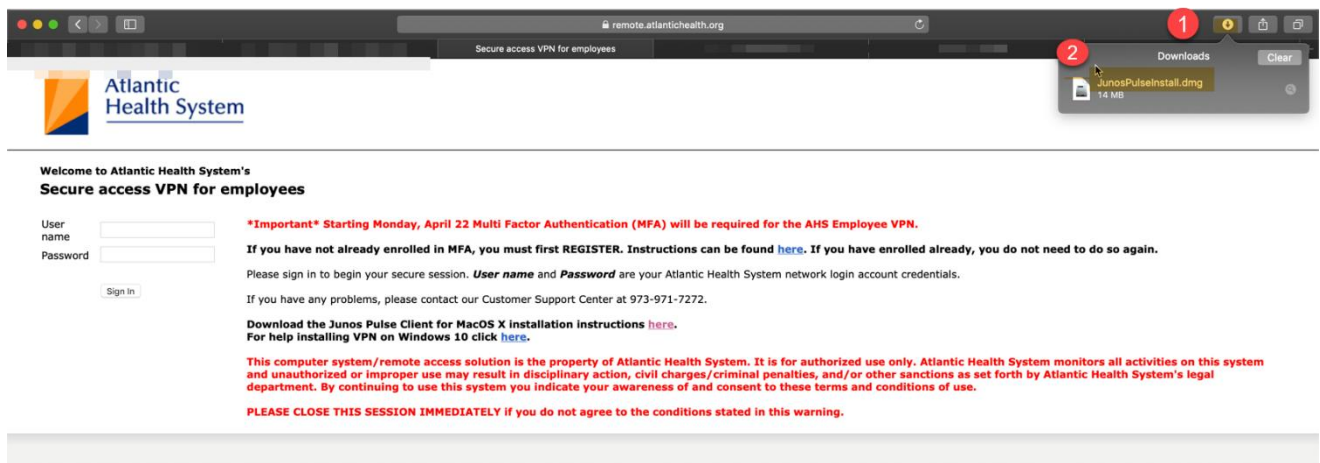 remote.atlantichealth.org
1
Secure access VPN for employees
2
Downloads
Clear
JunosPulseInstall.dmg
14 MB
Atlantic
Health System
Welcome to Atlantic Health System's
Secure access VPN for employees
User
name
Password
Sign In
*Important* Starting Monday, April 22 Multi Factor Authentication (MFA) will be required for the AHS Employee VPN.
If you have not already enrolled in MFA, you must first REGISTER. Instructions can be found here. If you have enrolled already, you do not need to do so again.
Please sign in to begin your secure session. User name and Password are your Atlantic Health System network login account credentials.
If you have any problems, please contact our Customer Support Center at 973-971-7272.
Download the Junos Pulse Client for MacOS X installation instructions here.
For help installing VPN on Windows 10 click here.
This computer system/remote access solution is the property of Atlantic Health System. It is for authorized use only. Atlantic Health System monitors all activities on this system
and unauthorized or improper use may result in disciplinary action, civil charges/criminal penalties, and/or other sanctions as set forth by Atlantic Health System's legal
department. By continuing to use this system you indicate your awareness of and consent to these terms and conditions of use.
PLEASE CLOSE THIS SESSION IMMEDIATELY if you do not agree to the conditions stated in this warning.